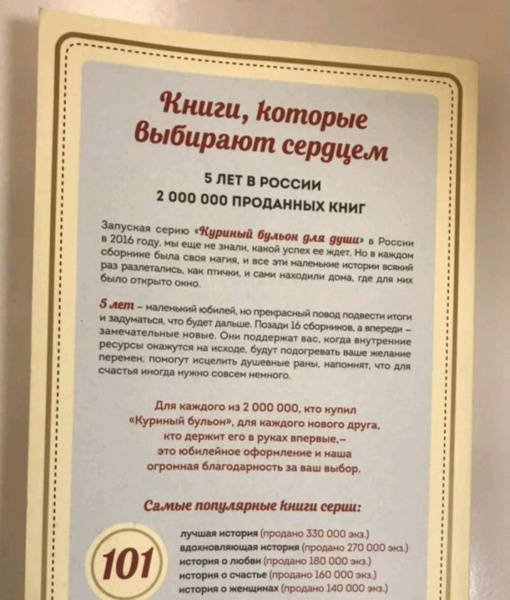 Книги, которые
выбирают сердцем
5 ЛЕТ В РОССИИ
2 000 000 ПРОДАННЫХ КНИГ
Запуская серию «Куриный бульон для души» в России
в 2016 году, мы еще не знали, какой успех ее ждет. Но в каждом
сборнике была своя магия, и все эти маленькие истории всякий
раз разлетались, как птички, и сами находили дома, где для них
было открыто окно.
5 лет – маленький юбилей, но прекрасный повод подвести итоги
и задуматься, что будет дальше. Позади 16 сборников, а впереди –
замечательные новые. Они поддержат вас, когда внутренние
ресурсы окажутся на исходе, будут подогревать ваше желание
перемен, помогут исцелить душевные раны, напомнят, что для
счастья иногда нужно совсем немного.
Для каждого из 2 000 000, кто купил
«Куриный бульон», для каждого нового друга,
кто держит его в руках впервые,–
это юбилейное оформление и наша
огромная благодарность за ваш выбор.
Самые популярные книги серии:
101
лучшая история (продано 330 000 экз.)
вдохновляющая история (продано 270 000 экз.)
история о любви (продано 180 000 экз.)
история о счастье (продано 160 000 экз.)
история о женщинах (продано 140 000 экз.)